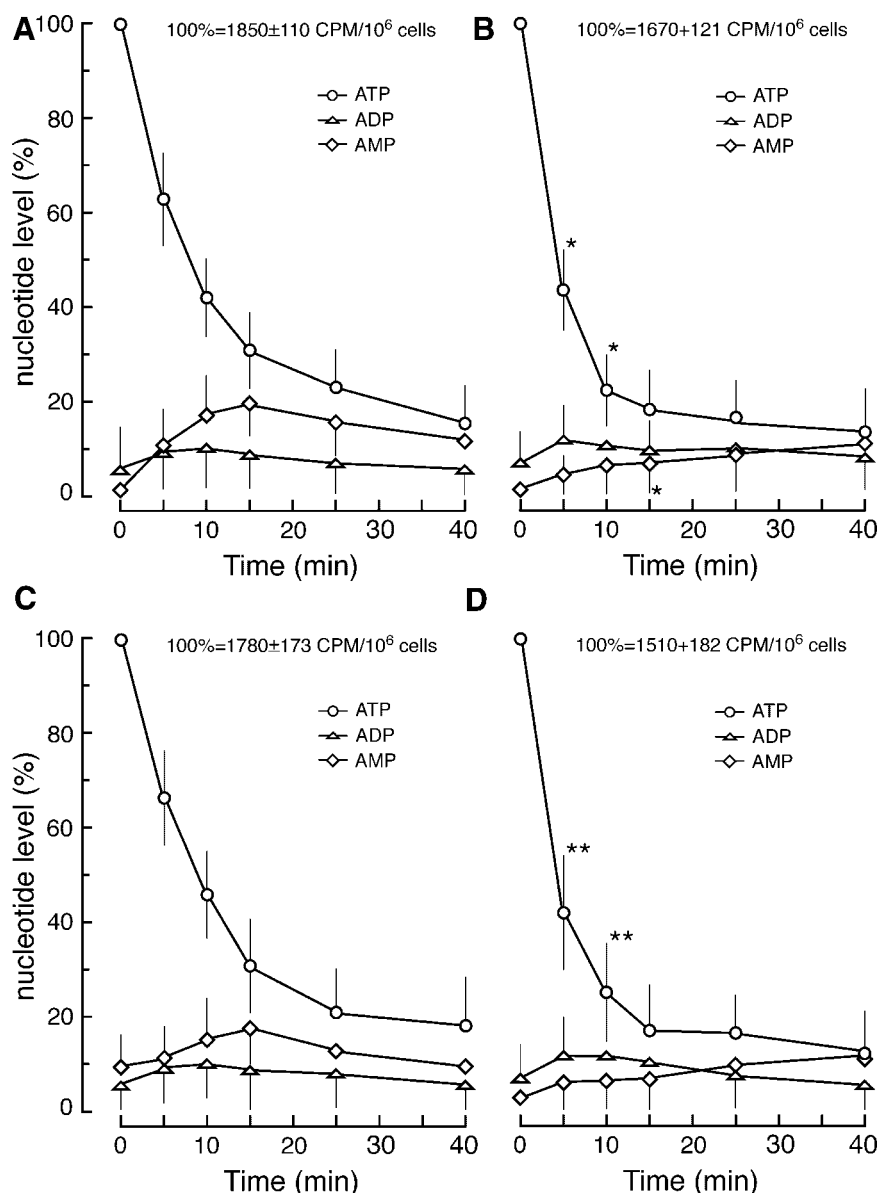 A
100%=1850±110 CPM/10⁶ cells
ATP
ADP
AMP
nucleotide level (%)
100
80
60
40
20
0
0 10 20 30 40
Time (min)
B
100%=1670+121 CPM/10⁶ cells
ATP
ADP
AMP
*
*
*
0 10 20 30 40
Time (min)
C
100%=1780±173 CPM/10⁶ cells
ATP
ADP
AMP
nucleotide level (%)
100
80
60
40
20
0
0 10 20 30 40
Time (min)
D
100%=1510+182 CPM/10⁶ cells
ATP
ADP
AMP
**
**
0 10 20 30 40
Time (min)